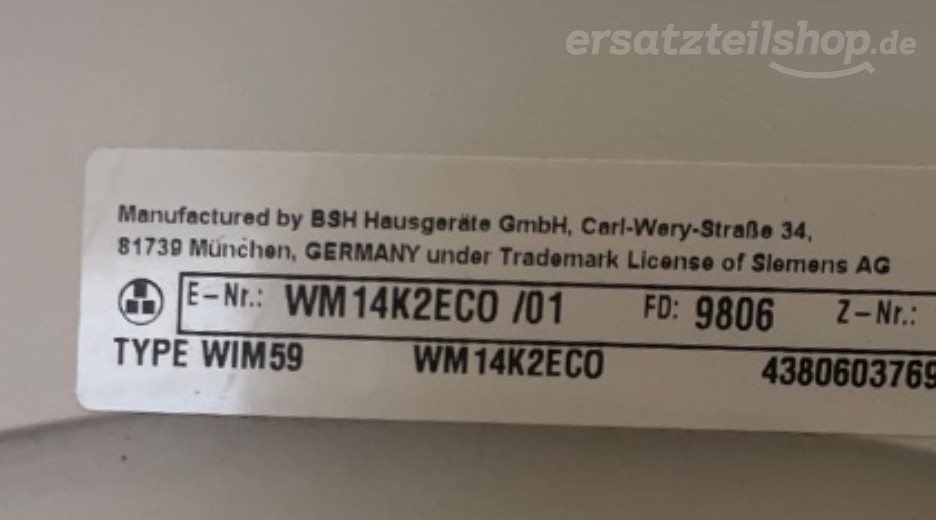 ersatzteilshop.de
Manufactured by BSH Hausgeräte GmbH, Carl-Wery-Straße 34,
81739 München, GERMANY under Trademark License of Siemens AG
E-Nr.: WM14K2ECO /01 FD: 9806 Z-Nr.:
TYPE WIM59 WM14K2ECO 4380603769